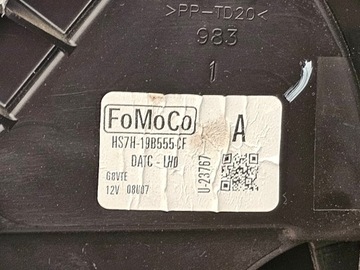 >PP-TD20<
983
1
FoMoCo
A
HS7H-19B555-CF
DATC - LHD
G8VTE
12V 08U07
U-23767